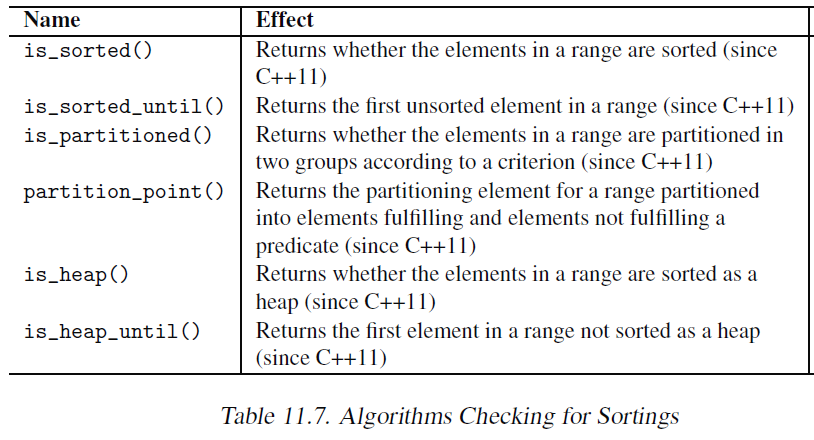 Name Effect
is_sorted() Returns whether the elements in a range are sorted (since
C++11)
is_sorted_until() Returns the first unsorted element in a range (since C++11)
is_partitioned() Returns whether the elements in a range are partitioned in
two groups according to a criterion (since C++11)
partition_point() Returns the partitioning element for a range partitioned
into elements fulfilling and elements not fulfilling a
predicate (since C++11)
is_heap() Returns whether the elements in a range are sorted as a
heap (since C++11)
is_heap_until() Returns the first element in a range not sorted as a heap
(since C++11)
Table 11.7. Algorithms Checking for Sortings